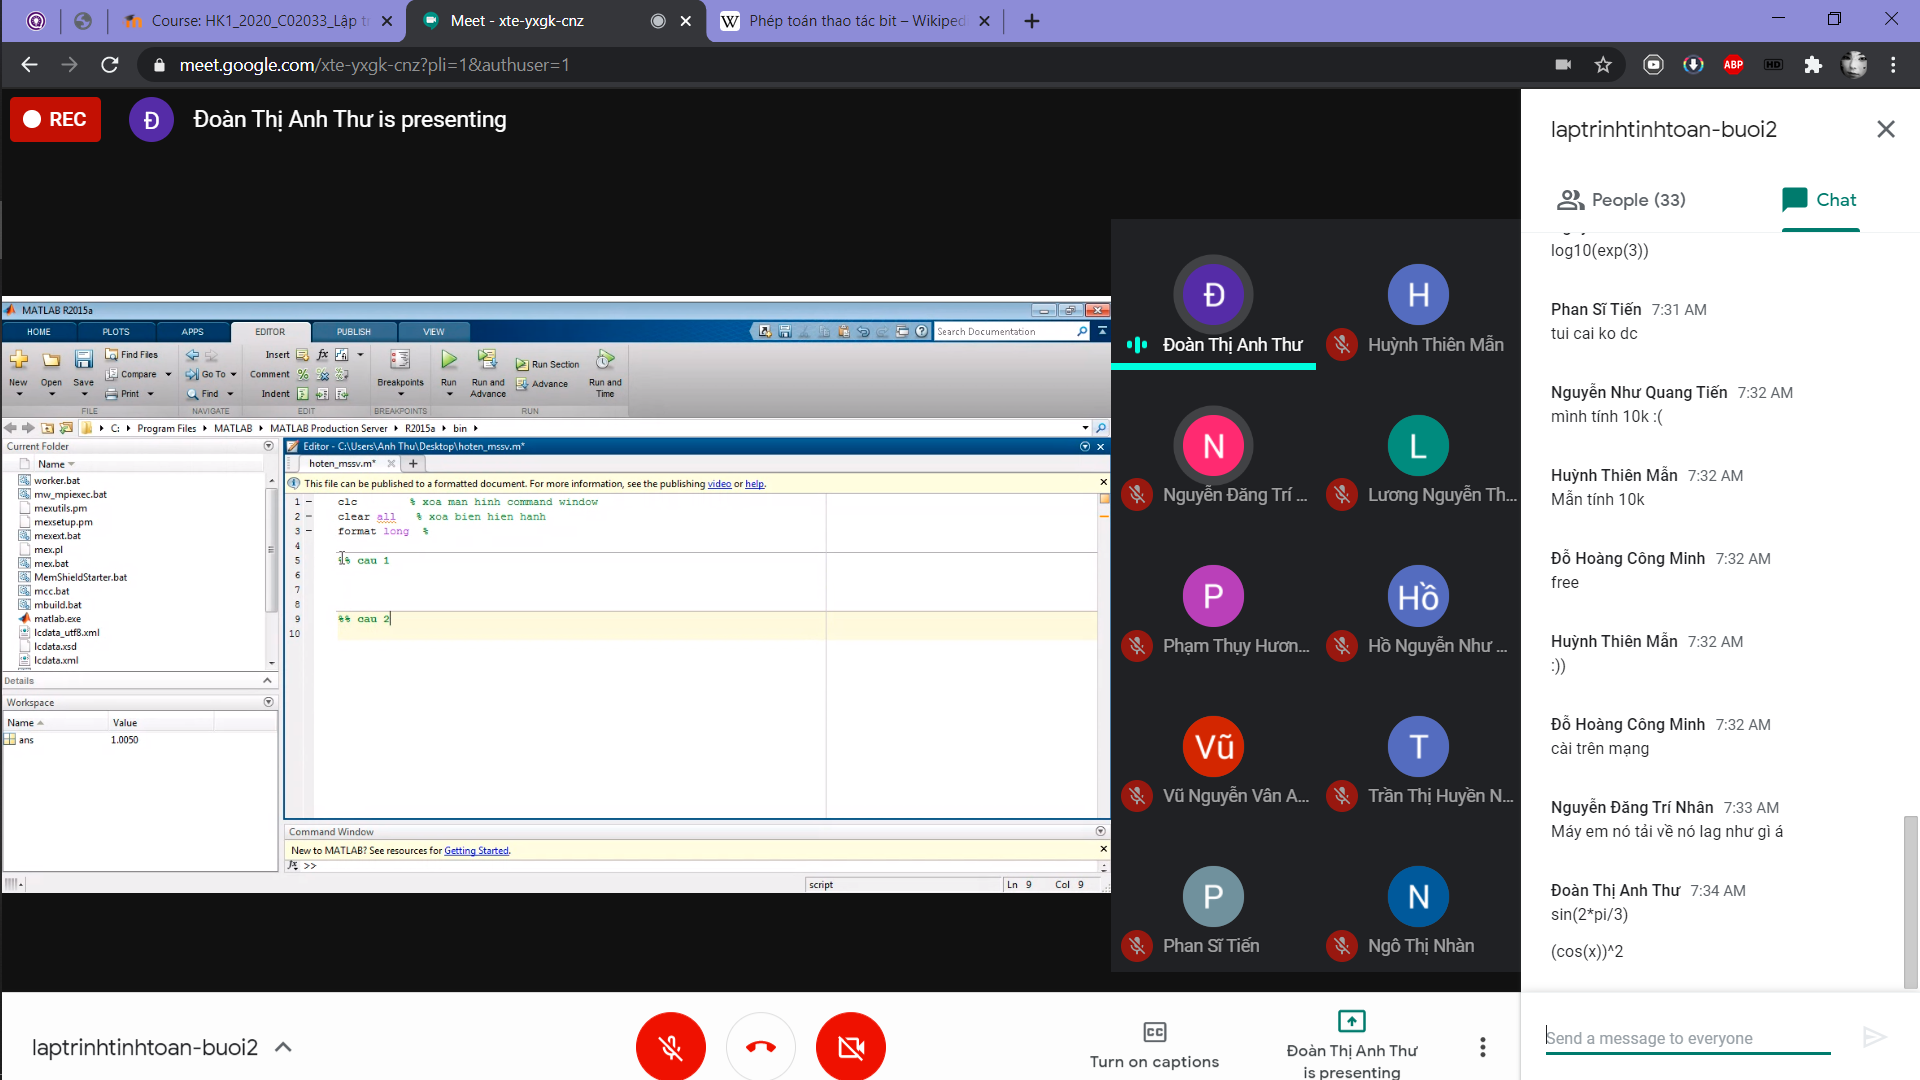 Course: HK1_2020_C02033_Lập tr
Meet - xte-yxgk-cnz
Phép toán thao tác bit – Wikiped
meet.google.com/xte-yxgk-cnz?pli=1&authuser=1
REC
Đ
Đoàn Thị Anh Thư is presenting
MATLAB R2015a
HOME PLOTS APPS EDITOR PUBLISH VIEW
Search Documentation
New
Open
Save
Find Files
Compare
Print
Go To
Find
Insert
Comment
Indent
Breakpoints
Run
Run and Advance
Run Section
Advance
Run and Time
FILE NAVIGATE EDIT BREAKPOINTS RUN
C: Program Files MATLAB MATLAB Production Server R2015a bin
Current Folder
Name
worker.bat
mw_mpiexec.bat
mexutils.pm
mexsetup.pm
mexext.bat
mex.pl
mex.bat
MemShieldStarter.bat
mcc.bat
mbuild.bat
matlab.exe
lcdata_utf8.xml
lcdata.xsd
lcdata.xml
Details
Workspace
Name Value
ans 1.0050
Editor - C:\Users\Anh Thu\Desktop\hoten_mssv.m*
hoten_mssv.m*
This file can be published to a formatted document. For more information, see the publishing video or help.
1 clc % xoa man hinh command window
2 clear all % xoa bien hien hanh
3 format long %
4
5 %% cau 1
6
7
8
9 %% cau 2
10
Command Window
New to MATLAB? See resources for Getting Started.
fx >>
script Ln 9 Col 9
Đ
Đoàn Thị Anh Thư
H
Huỳnh Thiên Mẫn
N
Nguyễn Đăng Trí ...
L
Lương Nguyễn Th...
P
Phạm Thụy Hươn...
Hồ
Hồ Nguyễn Như ...
Vũ
Vũ Nguyễn Vân A...
T
Trần Thị Huyền N...
P
Phan Sĩ Tiến
N
Ngô Thị Nhàn
laptrinhtinhtoan-buoi2
People (33)
Chat
log10(exp(3))
Phan Sĩ Tiến 7:31 AM
tui cai ko dc
Nguyễn Như Quang Tiến 7:32 AM
mình tính 10k :(
Huỳnh Thiên Mẫn 7:32 AM
Mẫn tính 10k
Đỗ Hoàng Công Minh 7:32 AM
free
Huỳnh Thiên Mẫn 7:32 AM
:))
Đỗ Hoàng Công Minh 7:32 AM
cài trên mạng
Nguyễn Đăng Trí Nhân 7:33 AM
Máy em nó tải về nó lag như gì á
Đoàn Thị Anh Thư 7:34 AM
sin(2*pi/3)
(cos(x))^2
Send a message to everyone
laptrinhtinhtoan-buoi2
Turn on captions
Đoàn Thị Anh Thư
is presenting